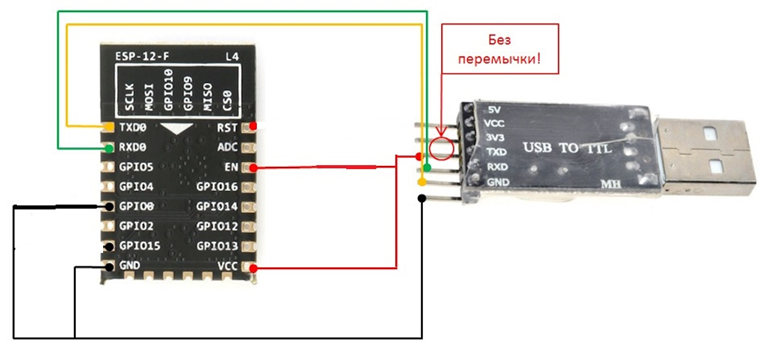 Без
перемычки!
ESP-12-F L4
SCLK
MOSI
GPIO10
GPIO9
MISO
CS0
TXD0
RXD0
GPIO5
GPIO4
GPIO0
GPIO2
GPIO15
GND
RST
ADC
EN
GPIO16
GPIO14
GPIO12
GPIO13
VCC
5V
VCC
3V3
TXD
RXD
GND
USB TO TTL
MH